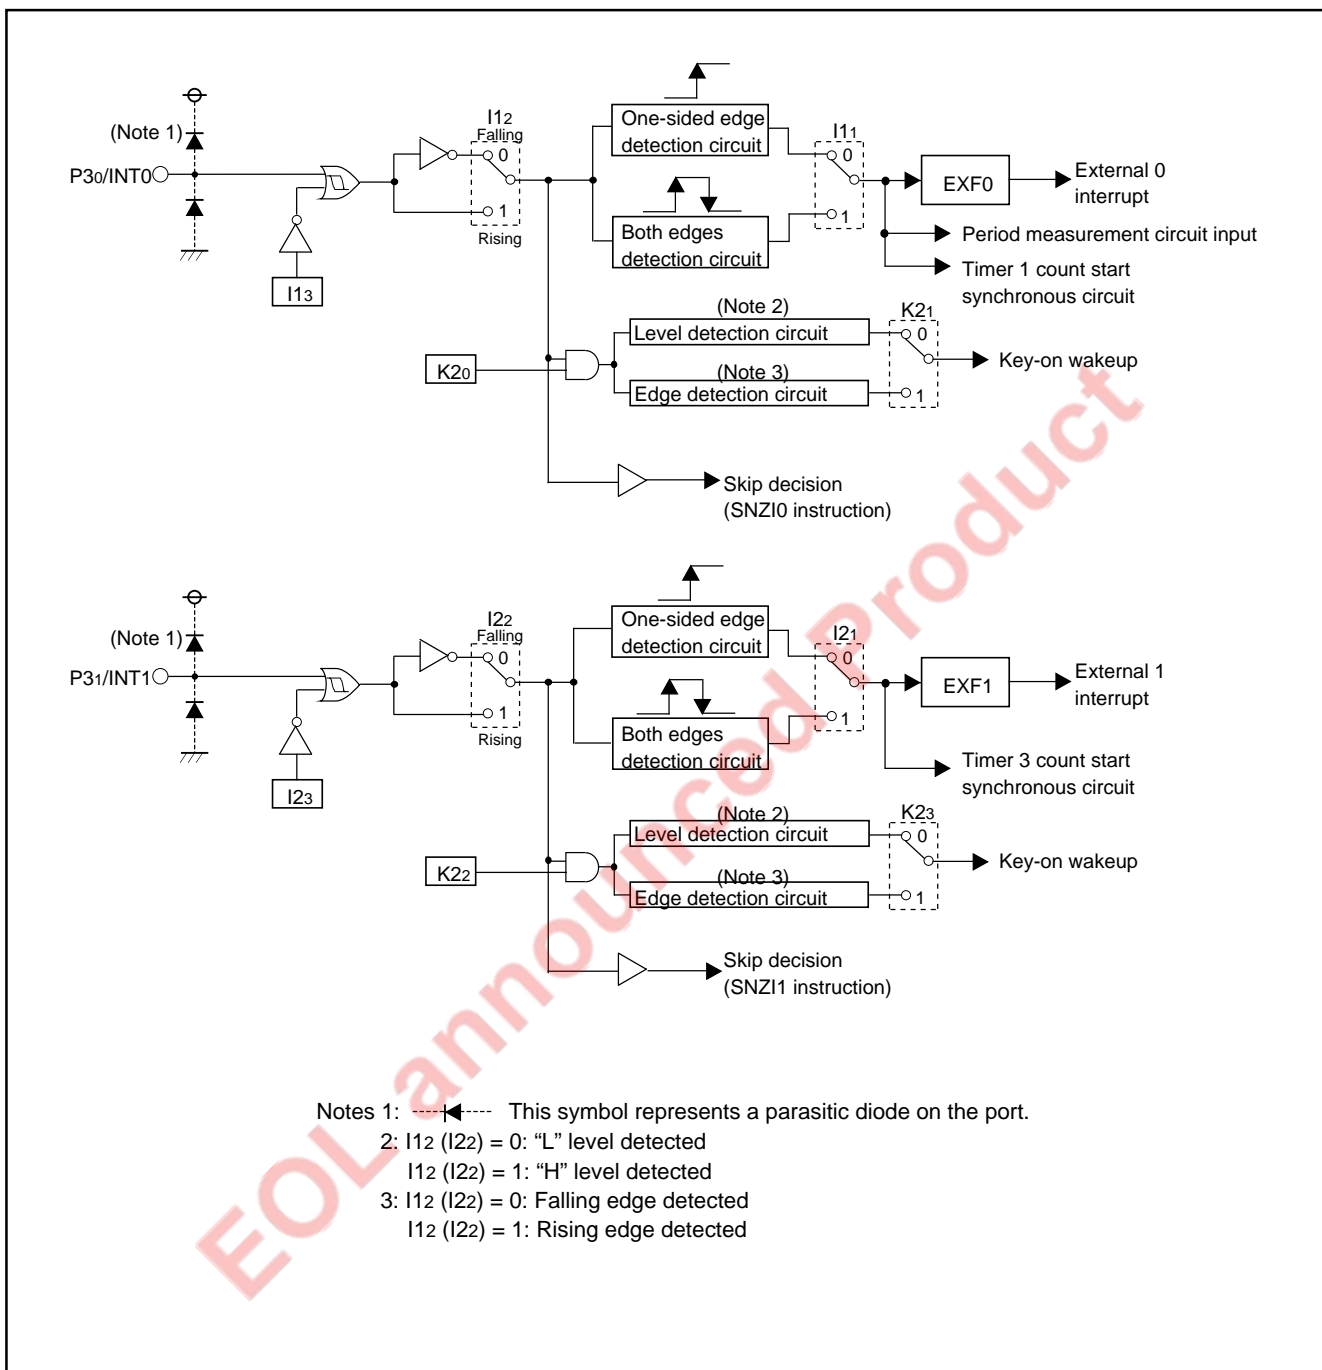 (Note 1)
P30/INT0
I13
I12
Falling
0
1
Rising
One-sided edge
detection circuit
Both edges
detection circuit
I11
0
1
EXF0
External 0
interrupt
Period measurement circuit input
Timer 1 count start
synchronous circuit
K20
(Note 2)
Level detection circuit
(Note 3)
Edge detection circuit
K21
0
1
Key-on wakeup
Skip decision
(SNZI0 instruction)
(Note 1)
P31/INT1
I23
I22
Falling
0
1
Rising
One-sided edge
detection circuit
Both edges
detection circuit
I21
0
1
EXF1
External 1
interrupt
Timer 3 count start
synchronous circuit
K22
(Note 2)
Level detection circuit
(Note 3)
Edge detection circuit
K23
0
1
Key-on wakeup
Skip decision
(SNZI1 instruction)
Notes 1: This symbol represents a parasitic diode on the port.
2: I12 (I22) = 0: “L” level detected
I12 (I22) = 1: “H” level detected
3: I12 (I22) = 0: Falling edge detected
I12 (I22) = 1: Rising edge detected
EOL announced Product